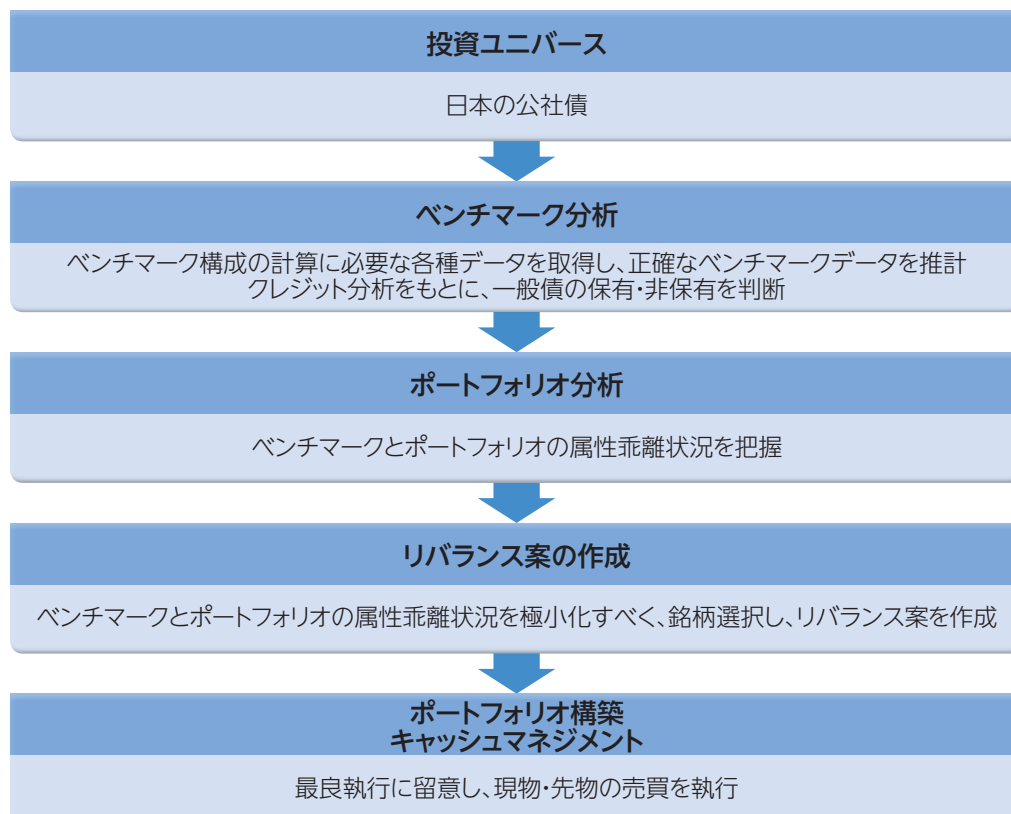 投資ユニバース
日本の公社債
ベンチマーク分析
ベンチマーク構成の計算に必要な各種データを取得し、正確なベンチマークデータを推計
クレジット分析をもとに、一般債の保有・非保有を判断
ポートフォリオ分析
ベンチマークとポートフォリオの属性乖離状況を把握
リバランス案の作成
ベンチマークとポートフォリオの属性乖離状況を極小化すべく、銘柄選択し、リバランス案を作成
ポートフォリオ構築
キャッシュマネジメント
最良執行に留意し、現物・先物の売買を執行